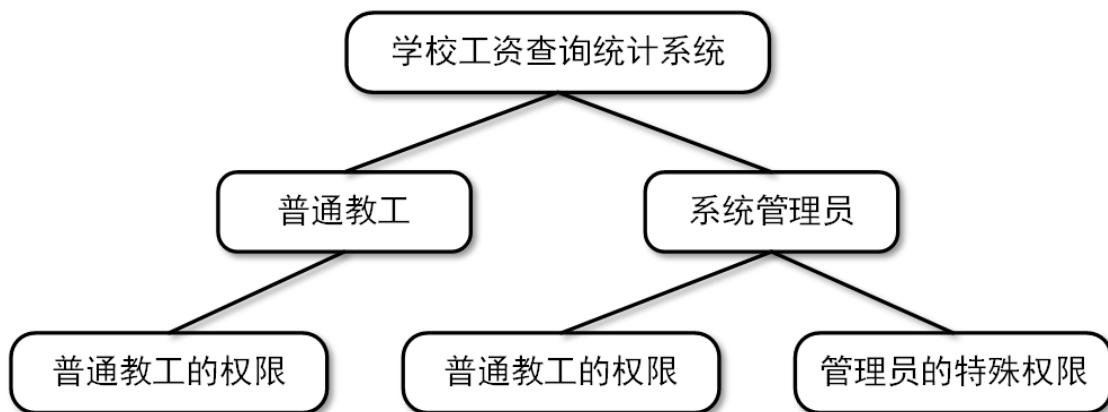 学校工资查询统计系统
普通教工
系统管理员
普通教工的权限
普通教工的权限
管理员的特殊权限